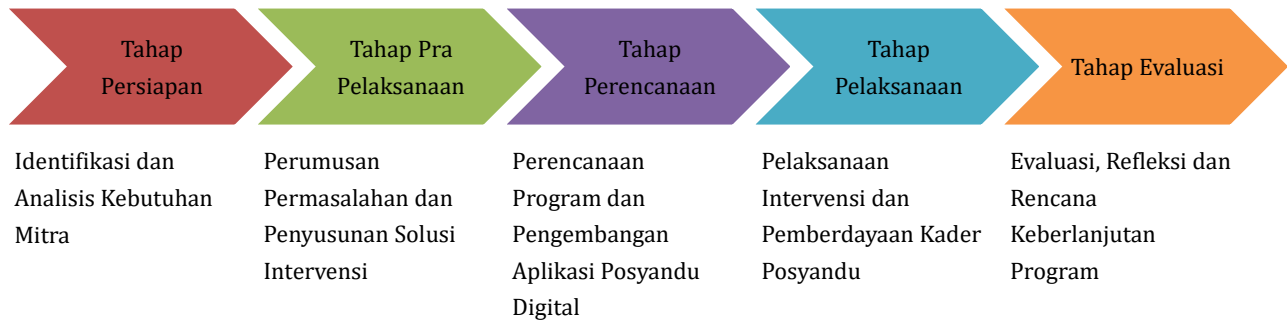 Tahap
Persiapan
Tahap Pra
Pelaksanaan
Tahap
Perencanaan
Tahap
Pelaksanaan
Tahap Evaluasi
Identifikasi dan
Analisis Kebutuhan
Mitra
Perumusan
Permasalahan dan
Penyusunan Solusi
Intervensi
Perencanaan
Program dan
Pengembangan
Aplikasi Posyandu
Digital
Pelaksanaan
Intervensi dan
Pemberdayaan Kader
Posyandu
Evaluasi, Refleksi dan
Rencana
Keberlanjutan
Program